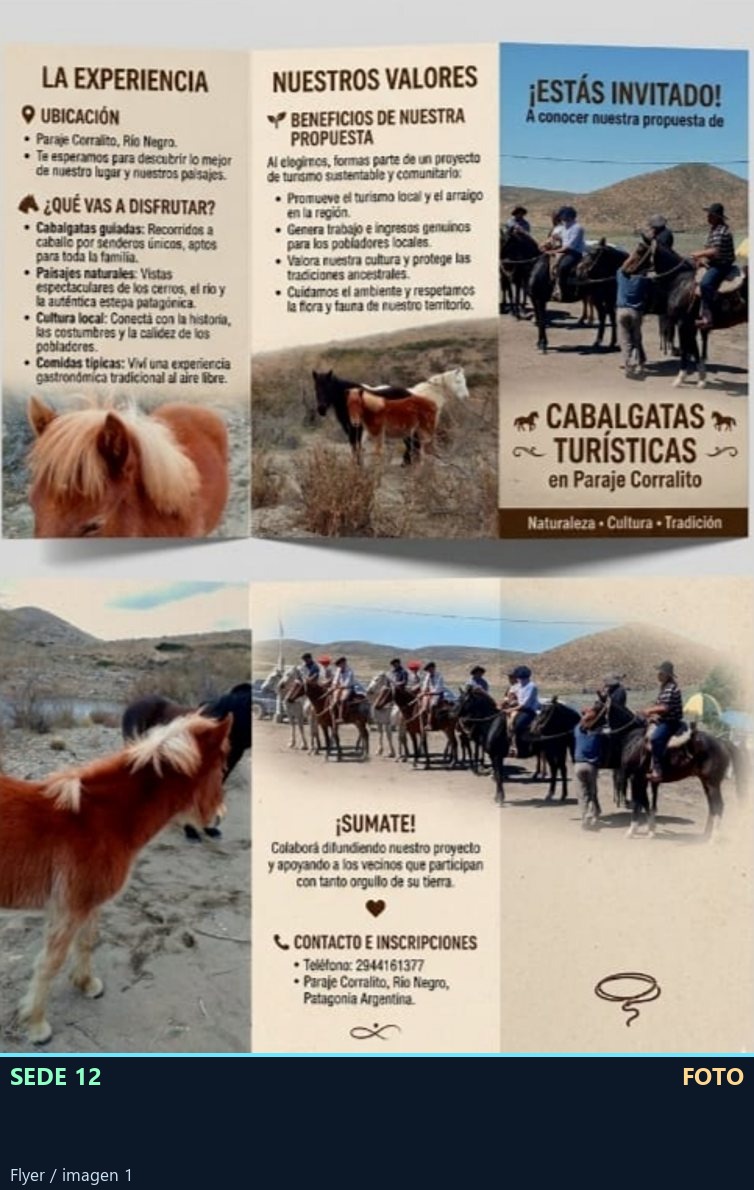 LA EXPERIENCIA
UBICACIÓN
• Paraje Corralito, Río Negro.
• Te esperamos para descubrir lo mejor
de nuestro lugar y nuestros paisajes.
¿QUÉ VAS A DISFRUTAR?
• Cabalgatas guiadas: Recorridos a
caballo por senderos únicos, aptos
para toda la familia.
• Paisajes naturales: Vistas
espectaculares de los cerros, el río y
la auténtica estepa patagónica.
• Cultura local: Conectá con la historia,
las costumbres y la calidez de los
pobladores.
• Comidas típicas: Viví una experiencia
gastronómica tradicional al aire libre.
NUESTROS VALORES
BENEFICIOS DE NUESTRA
PROPUESTA
Al elegirnos, formas parte de un proyecto
de turismo sustentable y comunitario:
• Promueve el turismo local y el arraigo
en la región.
• Genera trabajo e ingresos genuinos
para los pobladores locales.
• Valora nuestra cultura y protege las
tradiciones ancestrales.
• Cuidamos el ambiente y respetamos
la flora y fauna de nuestro territorio.
¡ESTÁS INVITADO!
A conocer nuestra propuesta de
CABALGATAS
TURÍSTICAS
en Paraje Corralito
Naturaleza • Cultura • Tradición
¡SUMATE!
Colaborá difundiendo nuestro proyecto
y apoyando a los vecinos que participan
con tanto orgullo de su tierra.
CONTACTO E INSCRIPCIONES
• Teléfono: 2944161377
• Paraje Corralito, Río Negro,
Patagonia Argentina.
SEDE 12
FOTO
Flyer / imagen 1